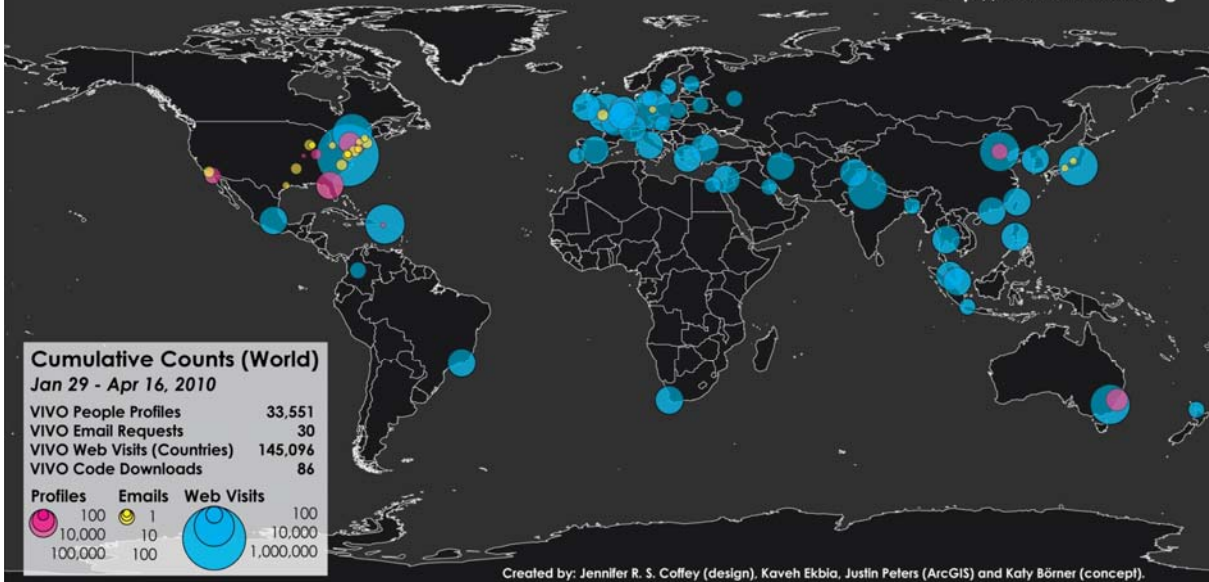 Cumulative Counts (World)
Jan 29 - Apr 16, 2010
VIVO People Profiles 33,551
VIVO Email Requests 30
VIVO Web Visits (Countries) 145,096
VIVO Code Downloads 86
Profiles Emails Web Visits
100 1 100
10,000 10 10,000
100,000 100 1,000,000
Created by: Jennifer R. S. Coffey (design), Kaveh Ekbia, Justin Peters (ArcGIS) and Katy Börner (concept).